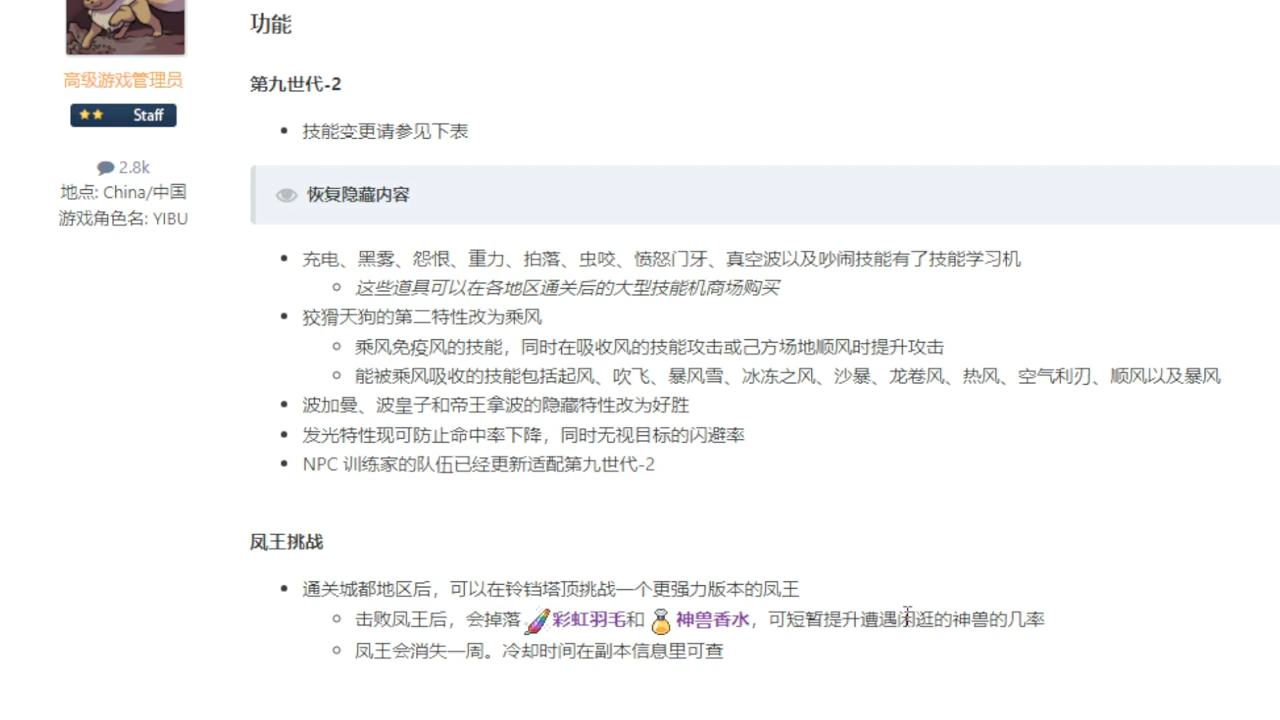 功能
高级游戏管理员
第九世代-2
Staff
技能变更请参见下表
2.8k
地点: China/中国
恢复隐藏内容
游戏角色名: YIBU
充电、黑雾、怨恨、重力、拍落、虫咬、愤怒门牙、真空波以及吵闹技能有了技能学习机
这些道具可以在各地区通关后的大型技能机商场购买
狡猾天狗的第二特性改为乘风
乘风免疫风的技能，同时在吸收风的技能攻击或己方场地顺风时提升攻击
能被乘风吸收的技能包括起风、吹飞、暴风雪、冰冻之风、沙暴、龙卷风、热风、空气利刃、顺风以及暴风
波加曼、波皇子和帝王拿波的隐藏特性改为好胜
发光特性现可防止命中率下降，同时无视目标的闪避率
NPC 训练家的队伍已经更新适配第九世代-2
凤王挑战
通关城都地区后，可以在铃铛塔顶挑战一个更强力版本的凤王
击败凤王后，会掉落 彩虹羽毛和 神兽香水，可短暂提升遭遇闲逛的神兽的几率
凤王会消失一周。冷却时间在副本信息里可查